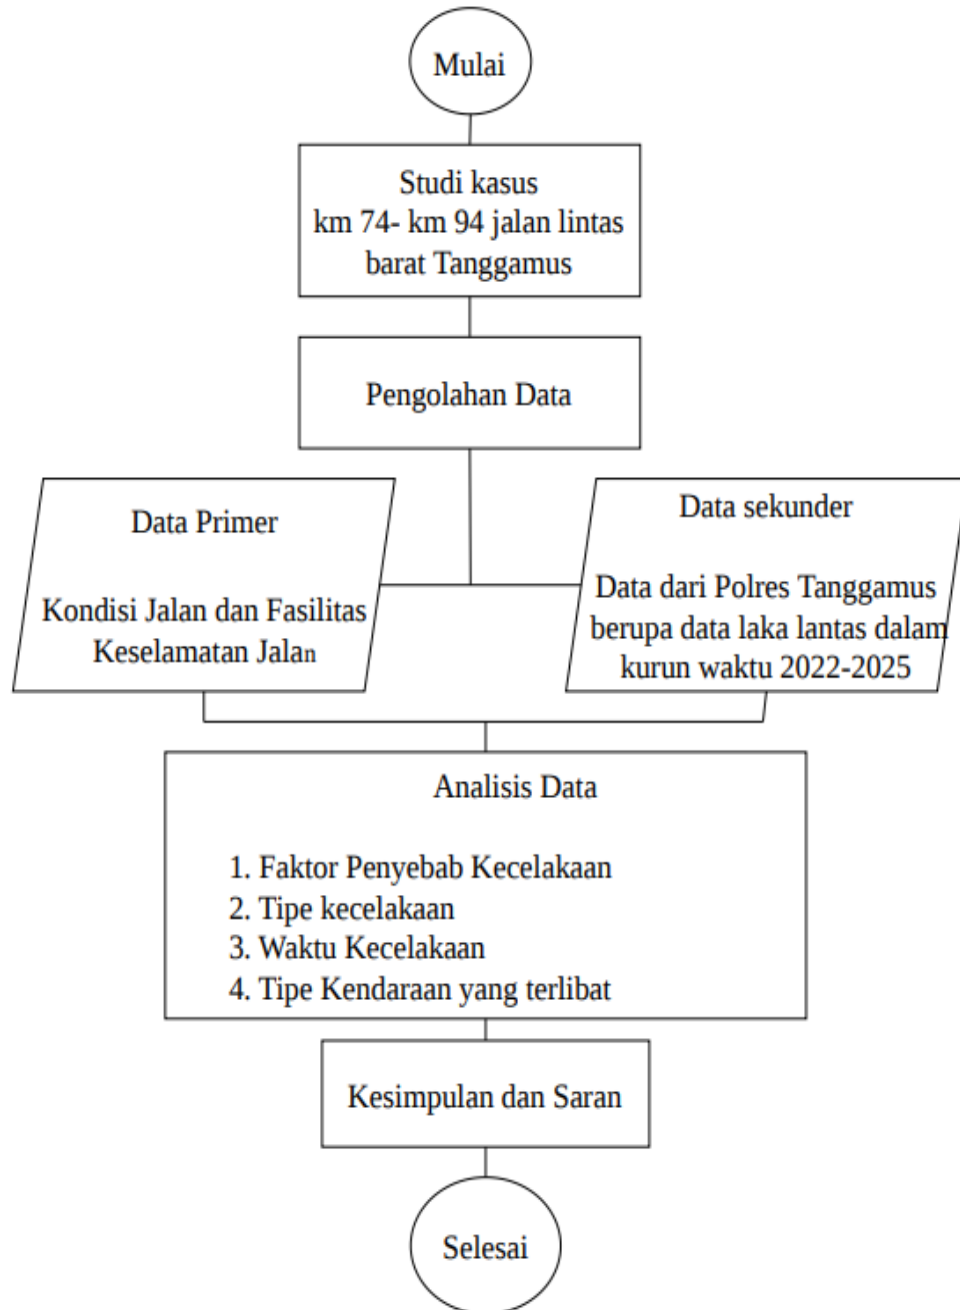 Mulai
Studi kasus
km 74- km 94 jalan lintas
barat Tanggamus
Pengolahan Data
Data Primer
Kondisi Jalan dan Fasilitas
Keselamatan Jalan
Data sekunder
Data dari Polres Tanggamus
berupa data laka lantas dalam
kurun waktu 2022-2025
Analisis Data
1. Faktor Penyebab Kecelakaan
2. Tipe kecelakaan
3. Waktu Kecelakaan
4. Tipe Kendaraan yang terlibat
Kesimpulan dan Saran
Selesai